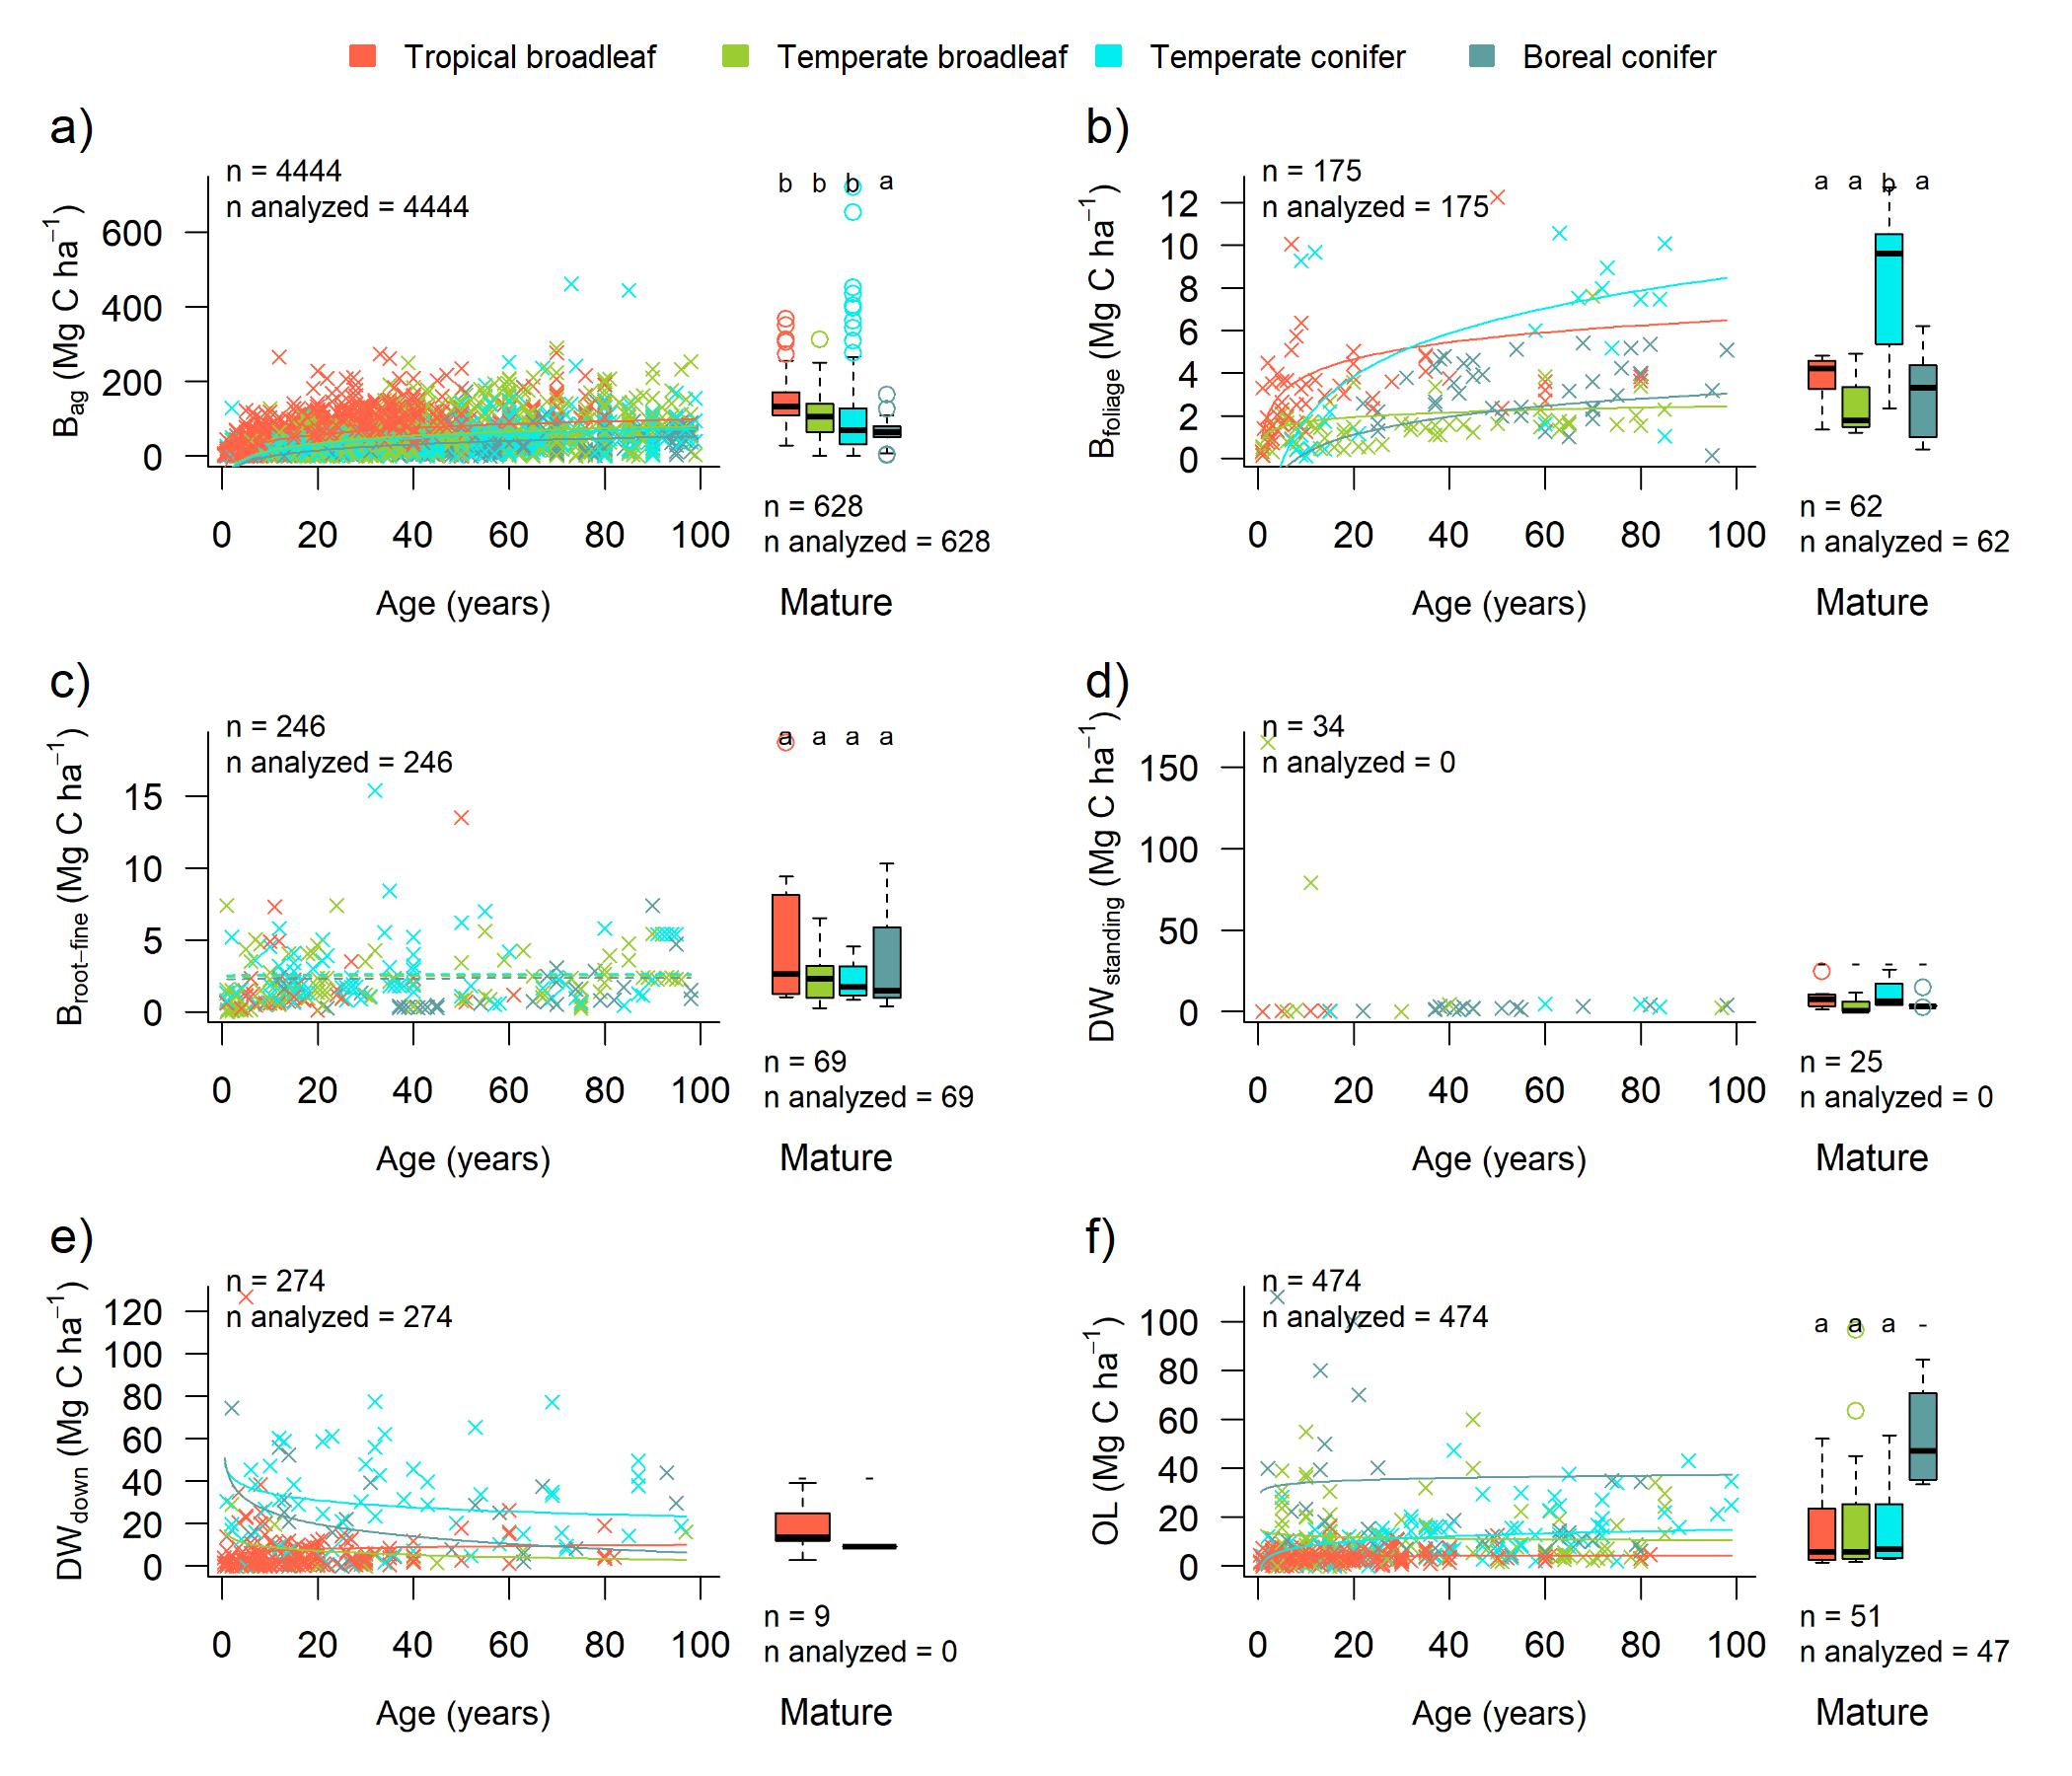 Tropical broadleaf Temperate broadleaf Temperate conifer Boreal conifer
a)
n = 4444
n analyzed = 4444
b b b a
Bag (Mg C ha−1)
600
400
200
0
0 20 40 60 80 100
Age (years)
n = 628
n analyzed = 628
Mature
b)
n = 175
n analyzed = 175
a a b a
Bfoliage (Mg C ha−1)
12
10
8
6
4
2
0
0 20 40 60 80 100
Age (years)
n = 62
n analyzed = 62
Mature
c)
n = 246
n analyzed = 246
a a a a
Broot−fine (Mg C ha−1)
15
10
5
0
0 20 40 60 80 100
Age (years)
n = 69
n analyzed = 69
Mature
d)
n = 34
n analyzed = 0
DWstanding (Mg C ha−1)
150
100
50
0
- - - -
0 20 40 60 80 100
Age (years)
n = 25
n analyzed = 0
Mature
e)
n = 274
n analyzed = 274
DWdown (Mg C ha−1)
120
100
80
60
40
20
0
- -
0 20 40 60 80 100
Age (years)
n = 9
n analyzed = 0
Mature
f)
n = 474
n analyzed = 474
a a a -
OL (Mg C ha−1)
100
80
60
40
20
0
0 20 40 60 80 100
Age (years)
n = 51
n analyzed = 47
Mature